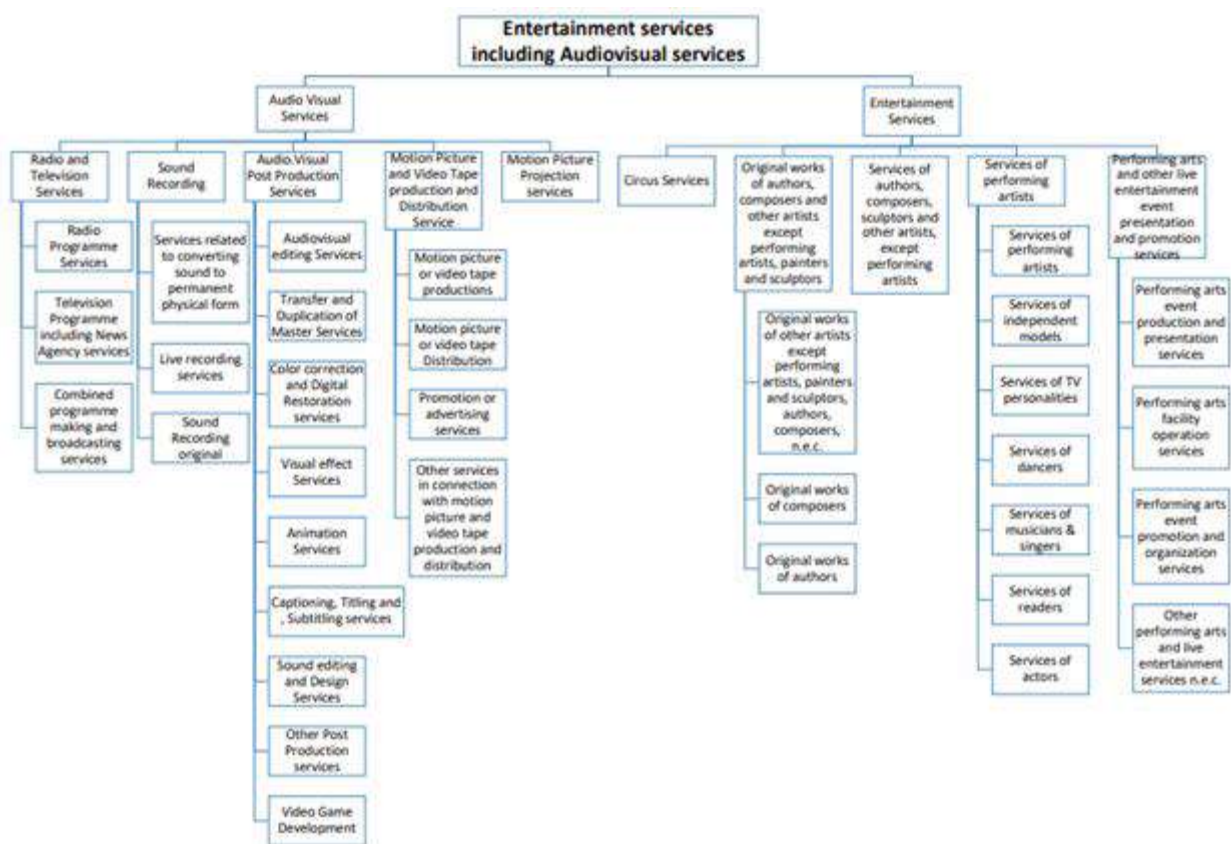 Entertainment services
including Audiovisual services
Audio Visual
Services
Entertainment
Services
Radio and
Television
Services
Radio
Programme
Services
Television
Programme
including News
Agency services
Combined
programme
making and
broadcasting
services
Sound
Recording
Services related
to converting
sound to
permanent
physical form
Live recording
services
Sound
Recording
original
Audio Visual
Post Production
Services
Audiovisual
editing Services
Transfer and
Duplication of
Master Services
Color correction
and Digital
Restoration
services
Visual effect
Services
Animation
Services
Captioning, Titling and
, Subtitling services
Sound editing
and Design
Services
Other Post
Production
services
Video Game
Development
Motion Picture
and Video Tape
production and
Distribution
Service
Motion picture
or video tape
productions
Motion picture
or video tape
Distribution
Promotion or
advertising
services
Other services
in connection
with motion
picture and
video tape
production and
distribution
Motion Picture
Projection
services
Circus Services
Original works
of authors,
composers and
other artists
except
performing
artists, painters
and sculptors
Original works
of other artists
except
performing
artists, painters
and sculptors,
authors,
composers,
n.e.c.
Original works
of composers
Original works
of authors
Services of
authors,
composers,
sculptors and
other artists,
except
performing
artists
Services of
performing
artists
Services of
performing
artists
Services of
independent
models
Services of TV
personalities
Services of
dancers
Services of
musicians &
singers
Services of
readers
Services of
actors
Performing arts
and other live
entertainment
event
presentation
and promotion
services
Performing arts
event
production and
presentation
services
Performing arts
facility
operation
services
Performing arts
event
promotion and
organization
services
Other
performing arts
and live
entertainment
services n.e.c.